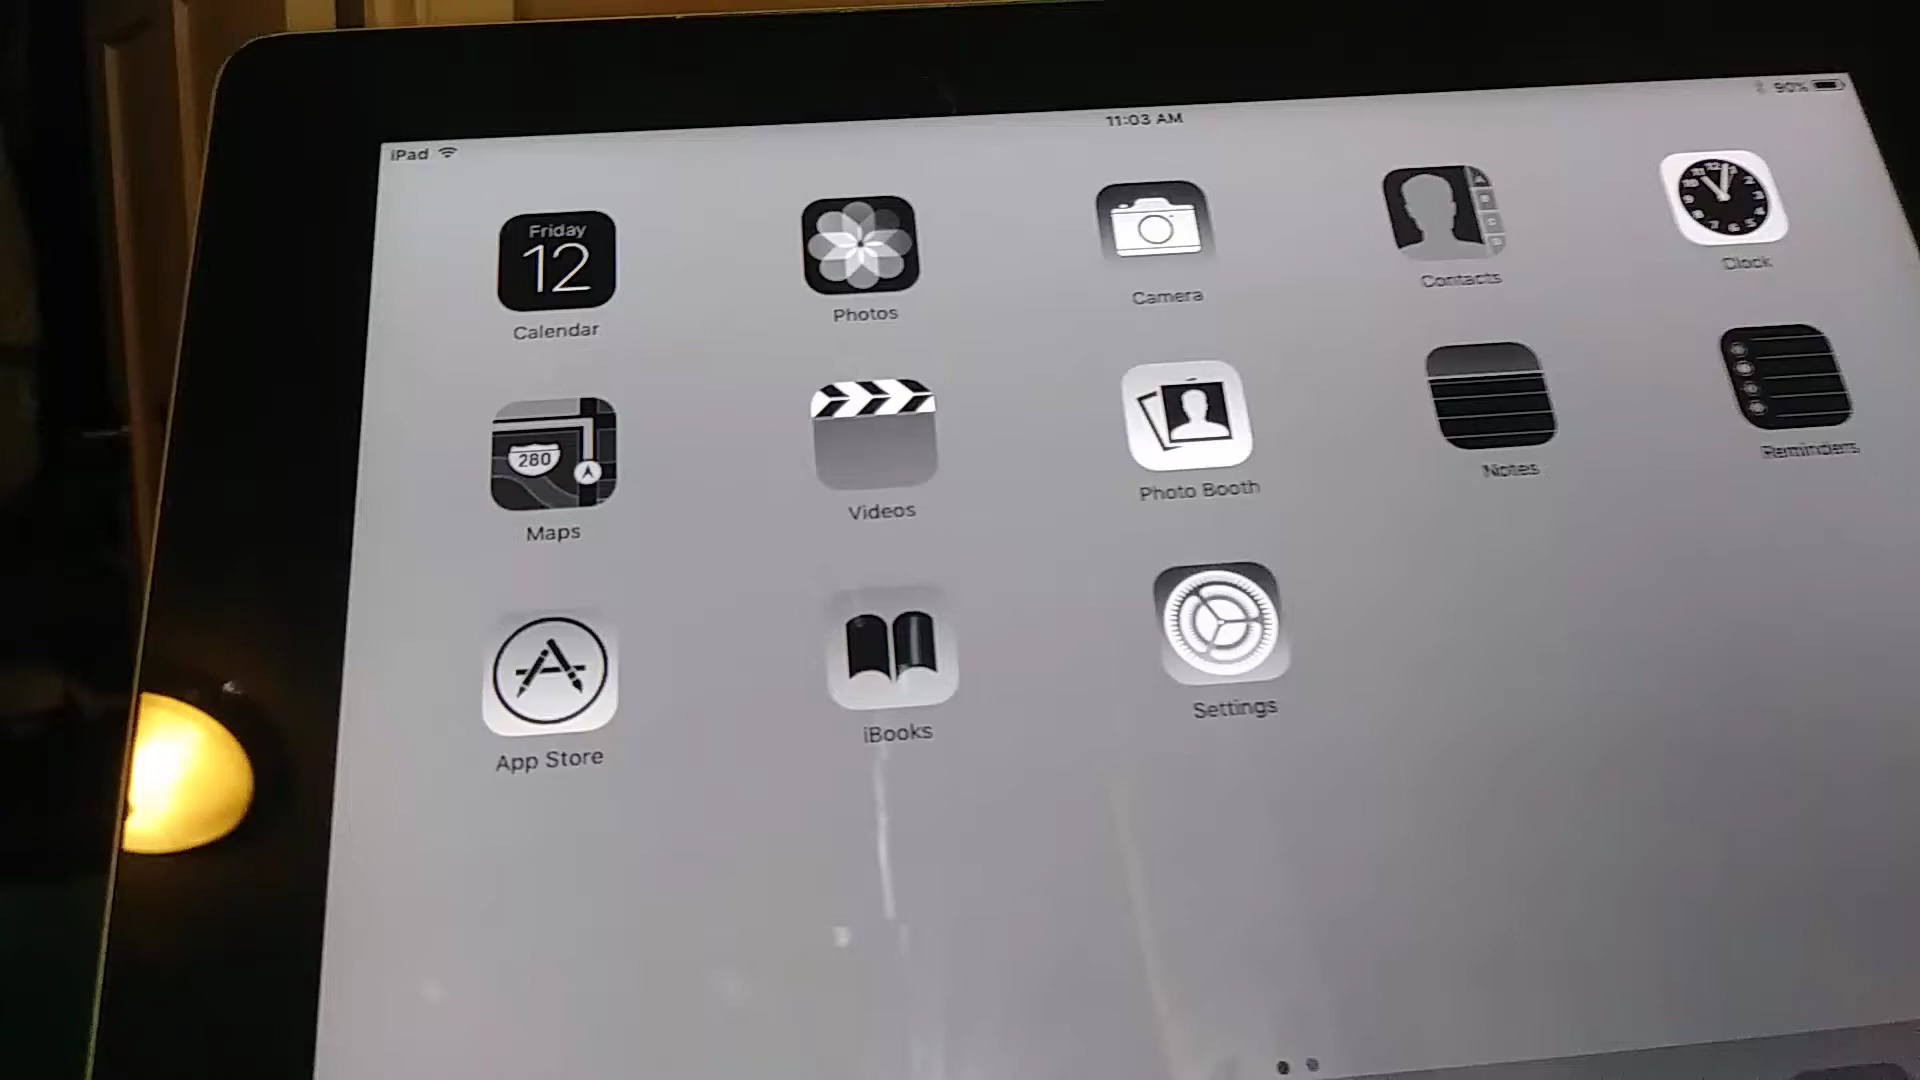 iPad
11:03 AM
90%
Friday
12
Calendar
Photos
Camera
Contacts
Clock
280
Maps
Videos
Photo Booth
Notes
Reminders
App Store
iBooks
Settings